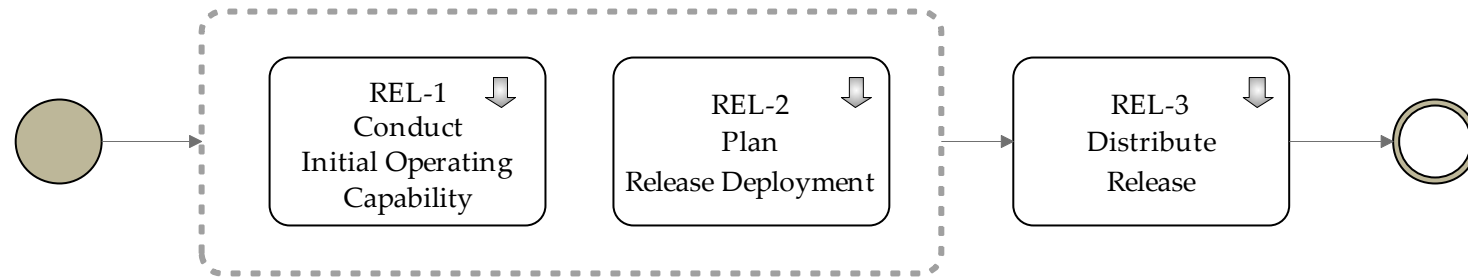 REL-1
Conduct
Initial Operating
Capability
REL-2
Plan
Release Deployment
REL-3
Distribute
Release